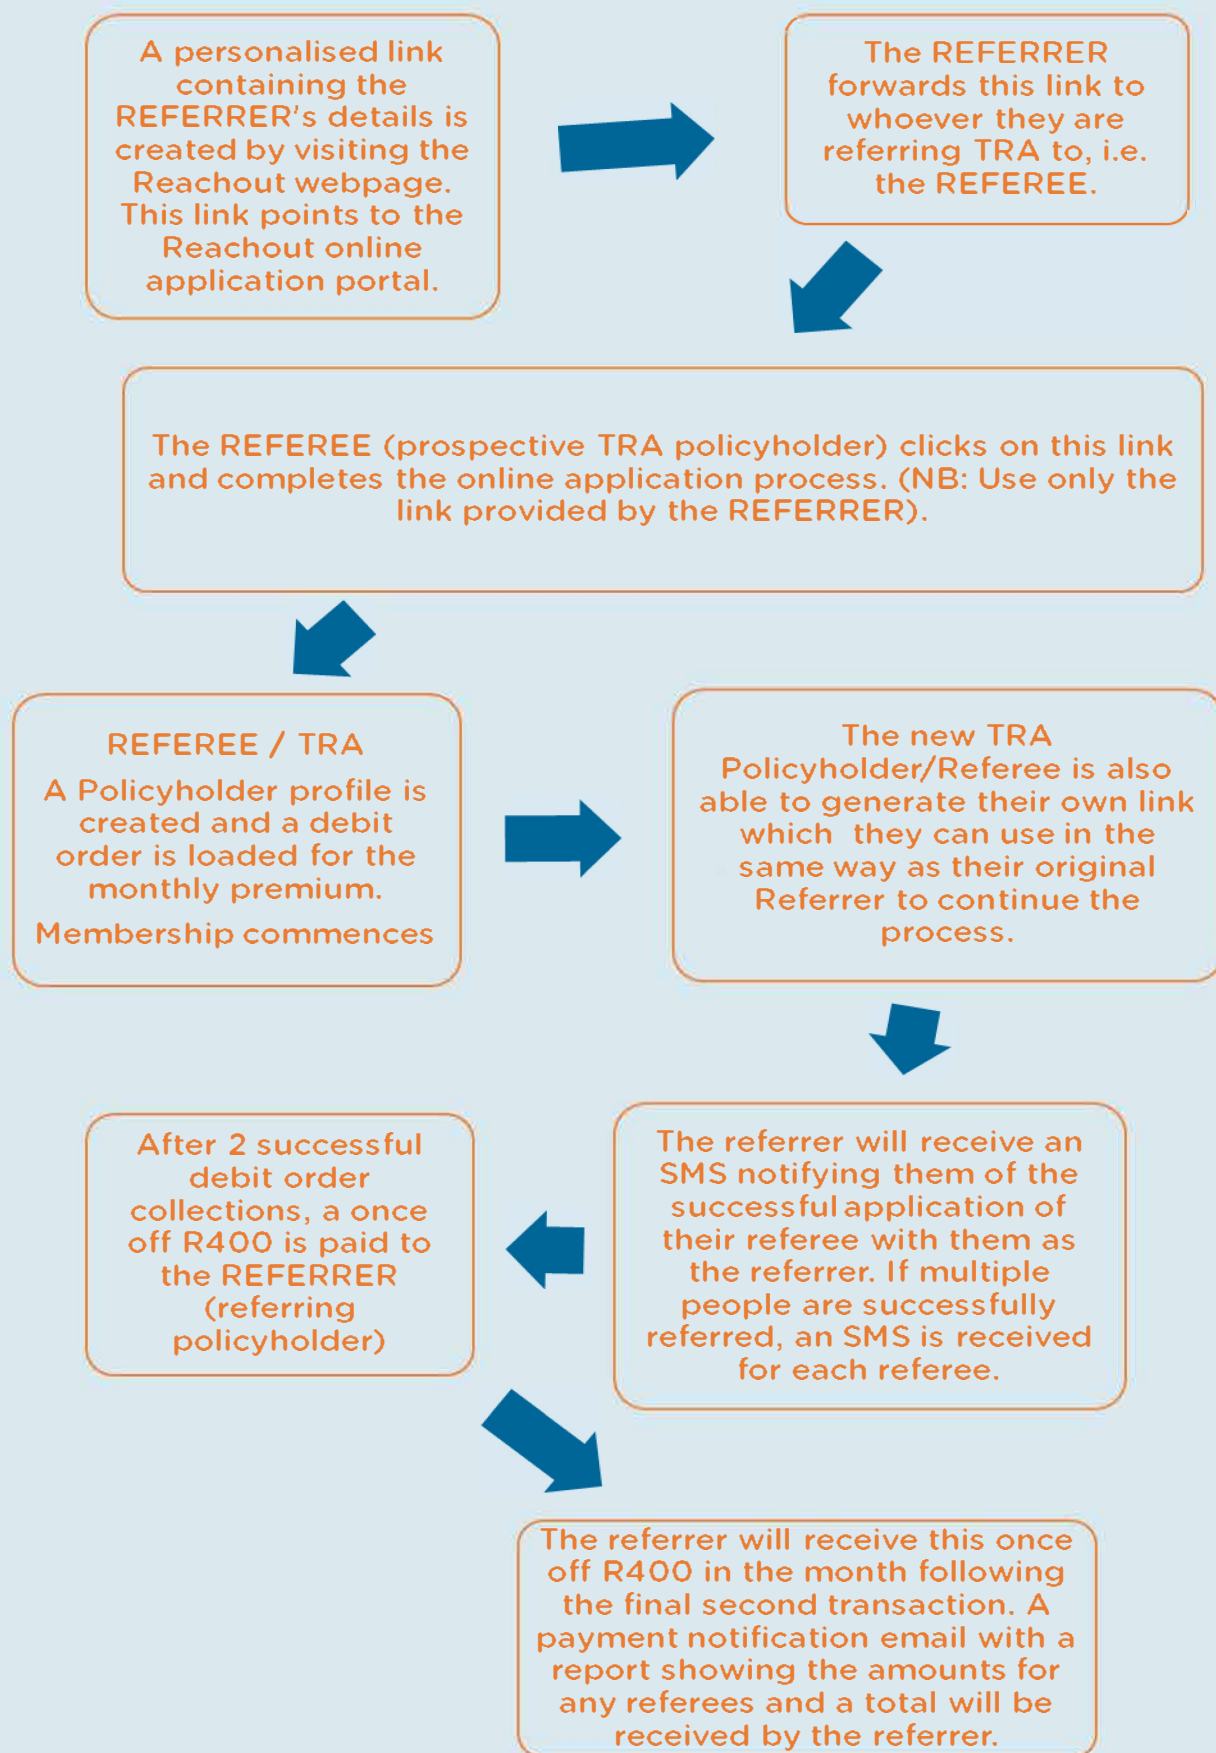 A personalised link
containing the
REFERRER's details is
created by visiting the
Reachout webpage.
This link points to the
Reachout online
application portal.
The REFERRER
forwards this link to
whoever they are
referring TRA to, i.e.
the REFEREE.
The REFEREE (prospective TRA policyholder) clicks on this link
and completes the online application process. (NB: Use only the
link provided by the REFERRER).
REFEREE / TRA
A Policyholder profile is
created and a debit
order is loaded for the
monthly premium.
Membership commences
The new TRA
Policyholder/Referee is also
able to generate their own link
which they can use in the
same way as their original
Referrer to continue the
process.
The referrer will receive an
SMS notifying them of the
successful application of
their referee with them as
the referrer. If multiple
people are successfully
referred, an SMS is received
for each referee.
After 2 successful
debit order
collections, a once
off R400 is paid to
the REFERRER
(referring
policyholder)
The referrer will receive this once
off R400 in the month following
the final second transaction. A
payment notification email with a
report showing the amounts for
any referees and a total will be
received by the referrer.